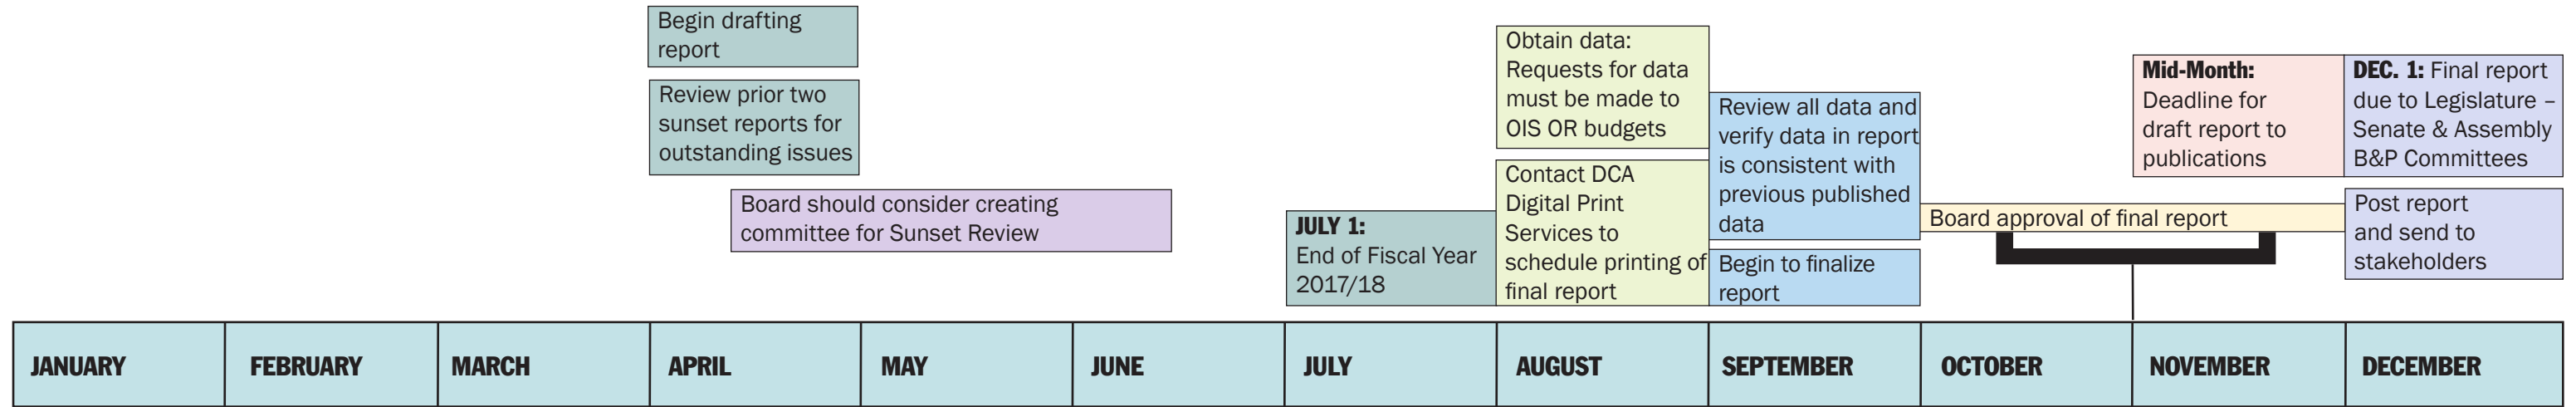 Begin drafting
report
Review prior two
sunset reports for
outstanding issues
Board should consider creating
committee for Sunset Review
JULY 1:
End of Fiscal Year
2017/18
Obtain data:
Requests for data
must be made to
OIS OR budgets
Contact DCA
Digital Print
Services to
schedule printing of
final report
Review all data and
verify data in report
is consistent with
previous published
data
Begin to finalize
report
Board approval of final report
Mid-Month:
Deadline for
draft report to
publications
DEC. 1: Final report
due to Legislature –
Senate & Assembly
B&P Committees
Post report
and send to
stakeholders
JANUARY
FEBRUARY
MARCH
APRIL
MAY
JUNE
JULY
AUGUST
SEPTEMBER
OCTOBER
NOVEMBER
DECEMBER